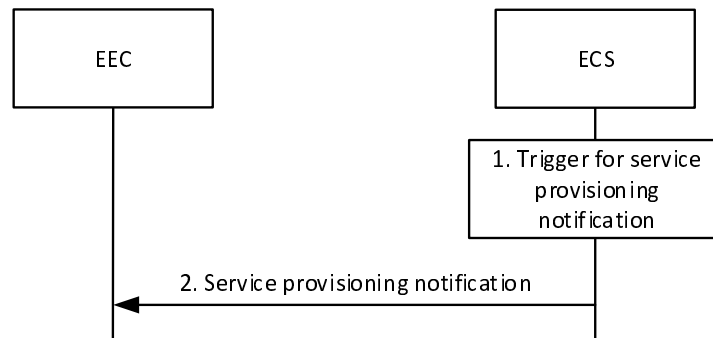 EEC
ECS
1. Trigger for service
provisioning
notification
2. Service provisioning notification